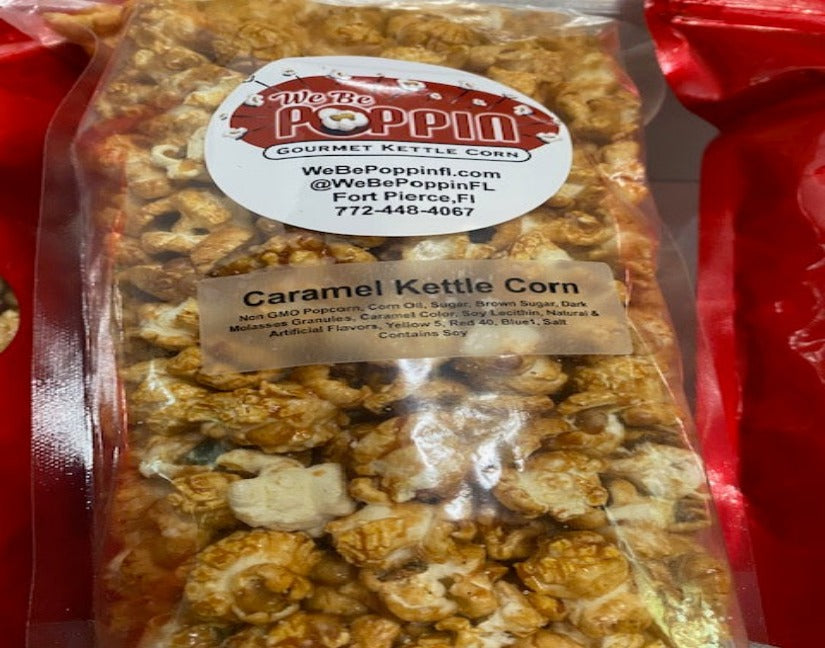 We Be
POPPIN
GOURMET KETTLE CORN
WeBePoppinfl.com
@WeBePoppinFL
Fort Pierce,Fl
772-448-4067
Caramel Kettle Corn
Non GMO Popcorn, Corn Oil, Sugar, Brown Sugar, Dark
Molasses Granules, Caramel Color, Soy Lecithin, Natural &
Artificial Flavors, Yellow 5, Red 40, Blue1, Salt
Contains Soy